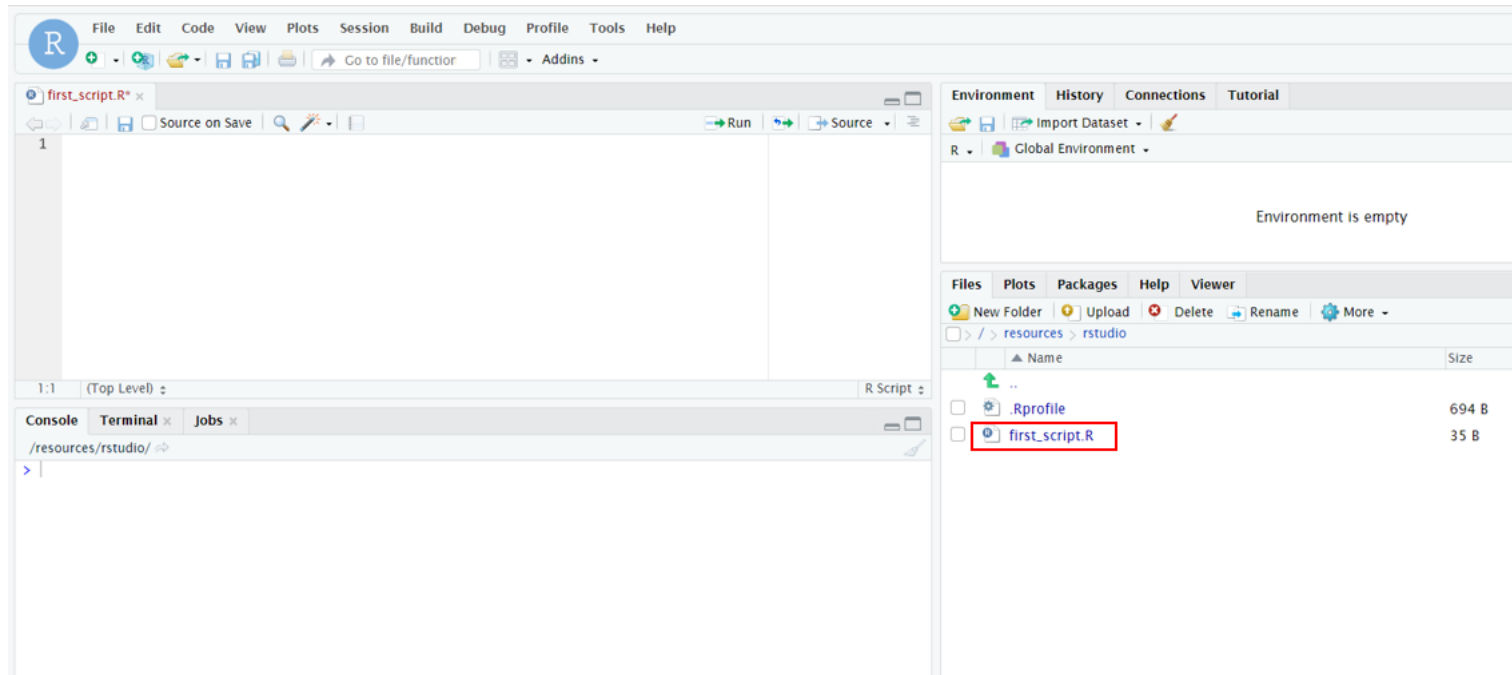 R
File Edit Code View Plots Session Build Debug Profile Tools Help
Go to file/function Addins
first_script.R*
Source on Save Run Source
1
1:1 (Top Level) R Script
Console Terminal Jobs
/resources/rstudio/
>
Environment History Connections Tutorial
Import Dataset
R Global Environment
Environment is empty
Files Plots Packages Help Viewer
New Folder Upload Delete Rename More
/ resources rstudio
Name Size
..
.Rprofile 694 B
first_script.R 35 B